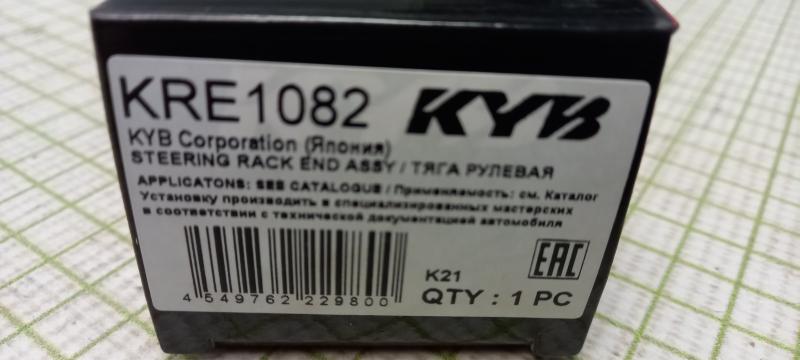 KRE1082 KYB
KYB Corporation (Япония)
STEERING RACK END ASSY / ТЯГА РУЛЕВАЯ
APPLICATONS: SEE CATALOGUE / Применяемость: см. Каталог
Установку производить в специализированных мастерских
в соответствии с технической документацией автомобиля
EAC
K21
4 549762 229800
QTY : 1 PC